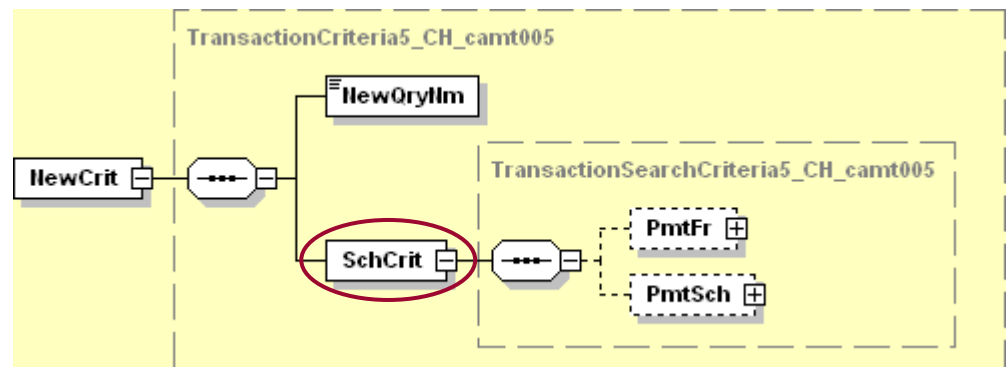 TransactionCriteria5_CH_camt005
NewQryNm
TransactionSearchCriteria5_CH_camt005
NewCrit
PmtFr
SchCrit
PmtSch